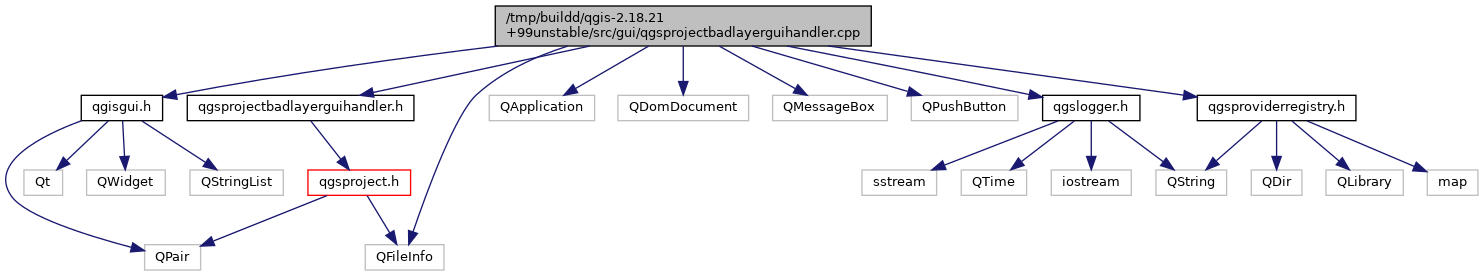 /tmp/buildd/qgis-2.18.21
+99unstable/src/gui/qgsprojectbadlayerguihandler.cpp
qgisgui.h
qgsprojectbadlayerguihandler.h
QApplication
QDomDocument
QMessageBox
QPushButton
qgslogger.h
qgsproviderregistry.h
Qt
QWidget
QStringList
qgsproject.h
sstream
QTime
iostream
QString
QDir
QLibrary
map
QPair
QFileInfo